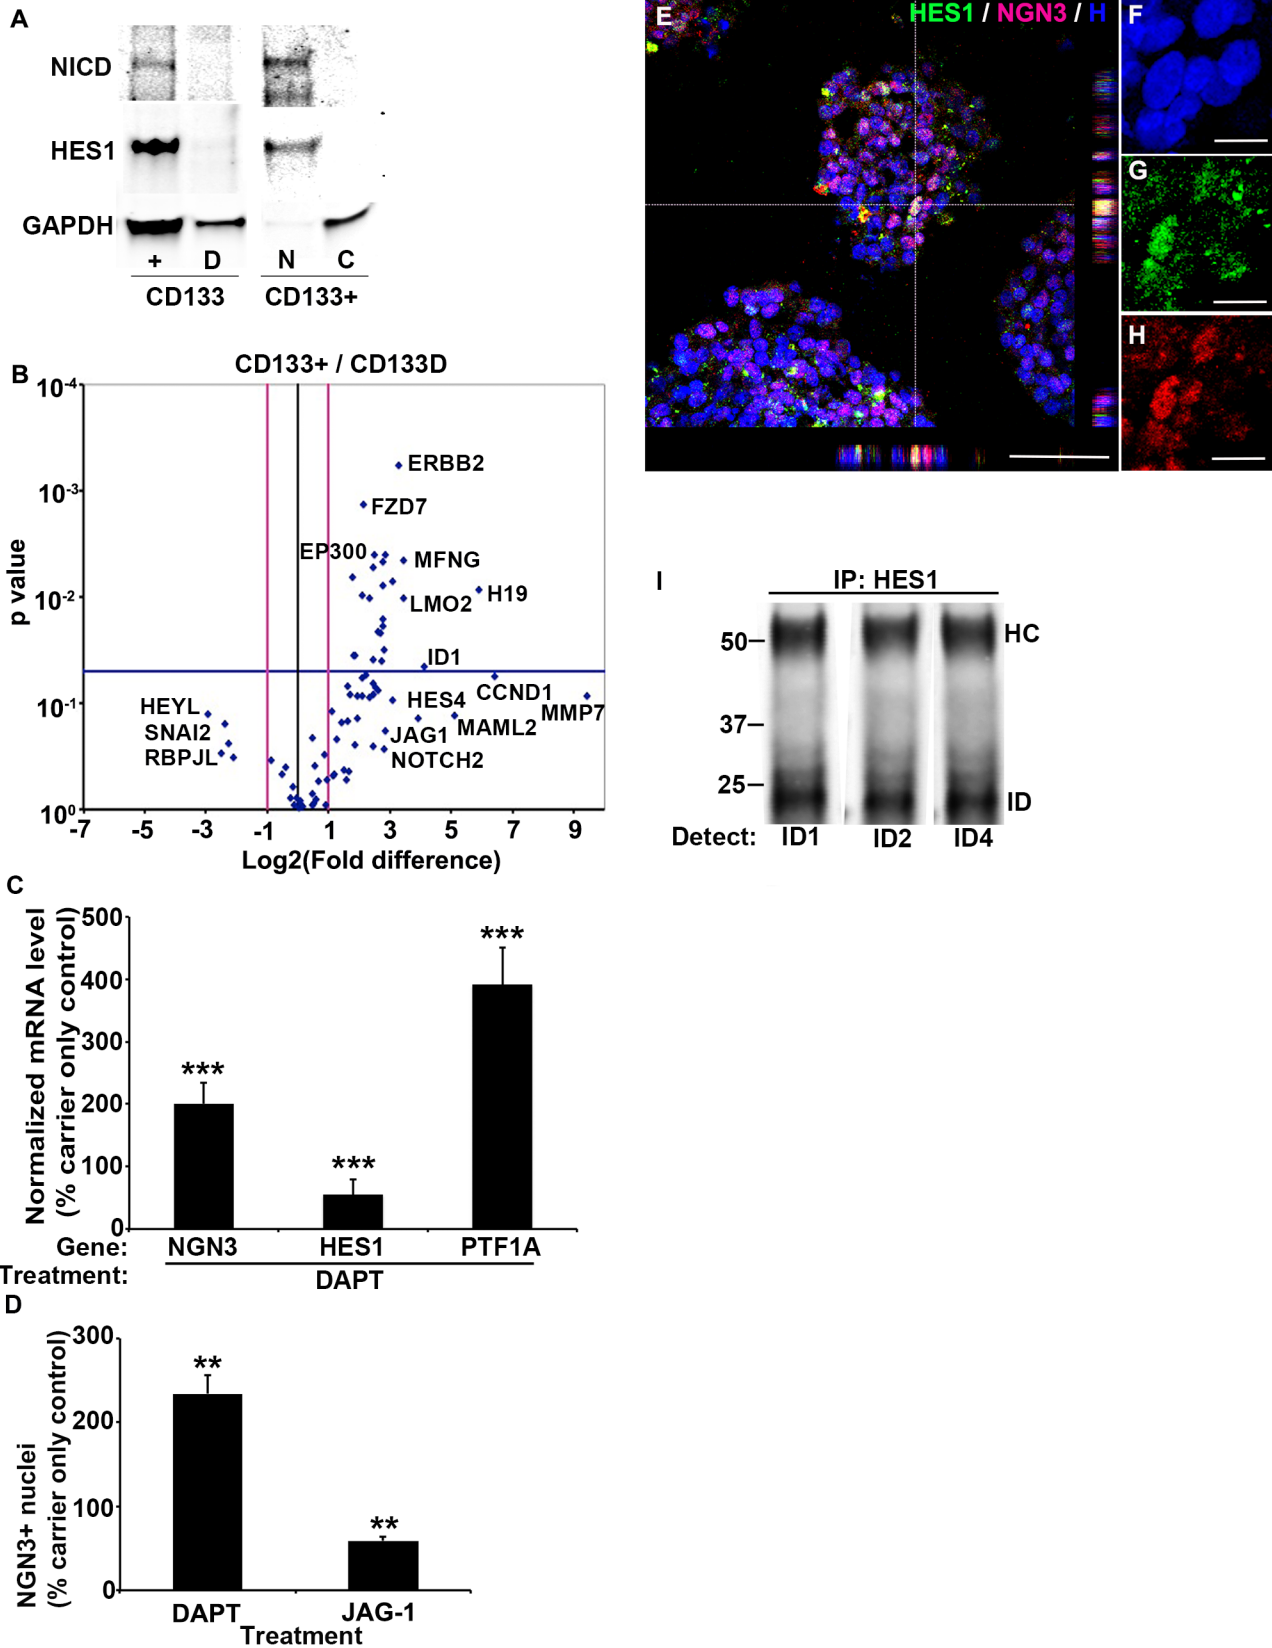 A
NICD
HES1
GAPDH
+ D N C
CD133 CD133+
B
CD133+ / CD133D
10-4
10-3
10-2
10-1
100
p value
ERBB2
FZD7
EP300
MFNG
H19
LMO2
ID1
CCND1
HES4
MMP7
MAML2
JAG1
NOTCH2
HEYL
SNAI2
RBPJL
-7 -5 -3 -1 1 3 5 7 9
Log2(Fold difference)
C
Normalized mRNA level
(% carrier only control)
500
400
300
200
100
0
***
***
***
Gene: NGN3 HES1 PTF1A
Treatment: DAPT
D
NGN3+ nuclei
(% carrier only control)
300
200
100
0
**
**
DAPT JAG-1
Treatment
E
HES1 / NGN3 / H
F
G
H
I
IP: HES1
50
37
25
HC
ID
Detect: ID1 ID2 ID4